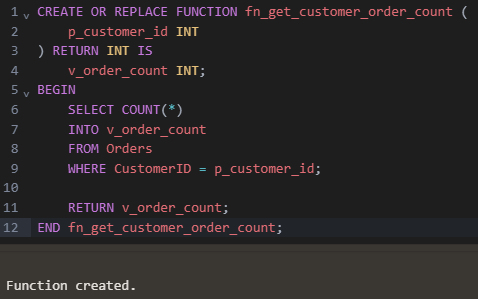 1 CREATE OR REPLACE FUNCTION fn_get_customer_order_count (
2 p_customer_id INT
3 ) RETURN INT IS
4 v_order_count INT;
5 BEGIN
6 SELECT COUNT(*)
7 INTO v_order_count
8 FROM Orders
9 WHERE CustomerID = p_customer_id;
10
11 RETURN v_order_count;
12 END fn_get_customer_order_count;
Function created.